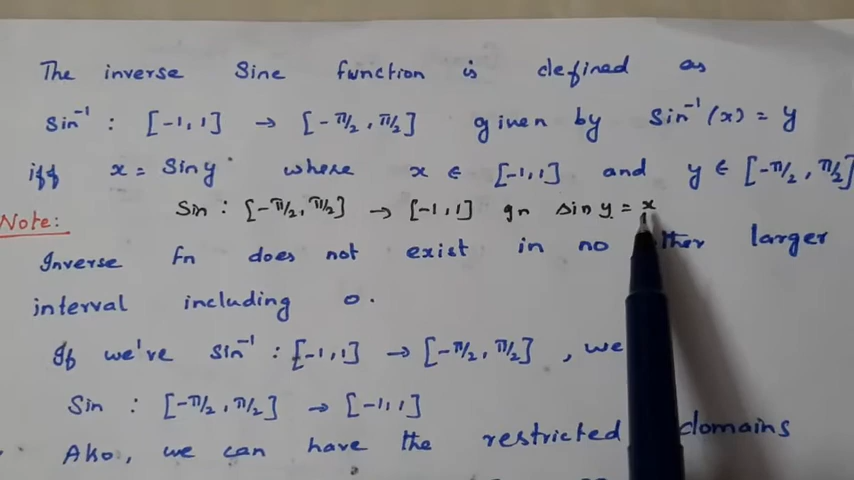 The inverse Sine function is defined as
Sin⁻¹ : [-1,1] → [-π/2, π/2] given by Sin⁻¹(x) = y
iff x = Sin y where x ∈ [-1,1] and y ∈ [-π/2, π/2]
Sin : [-π/2, π/2] → [-1,1] gn sin y = x
Note:
Inverse fn does not exist in no larger
interval including 0.
If we've sin⁻¹ : [-1,1] → [-π/2, π/2] , we
Sin : [-π/2, π/2] → [-1,1]
Also, we can have the restricted domains